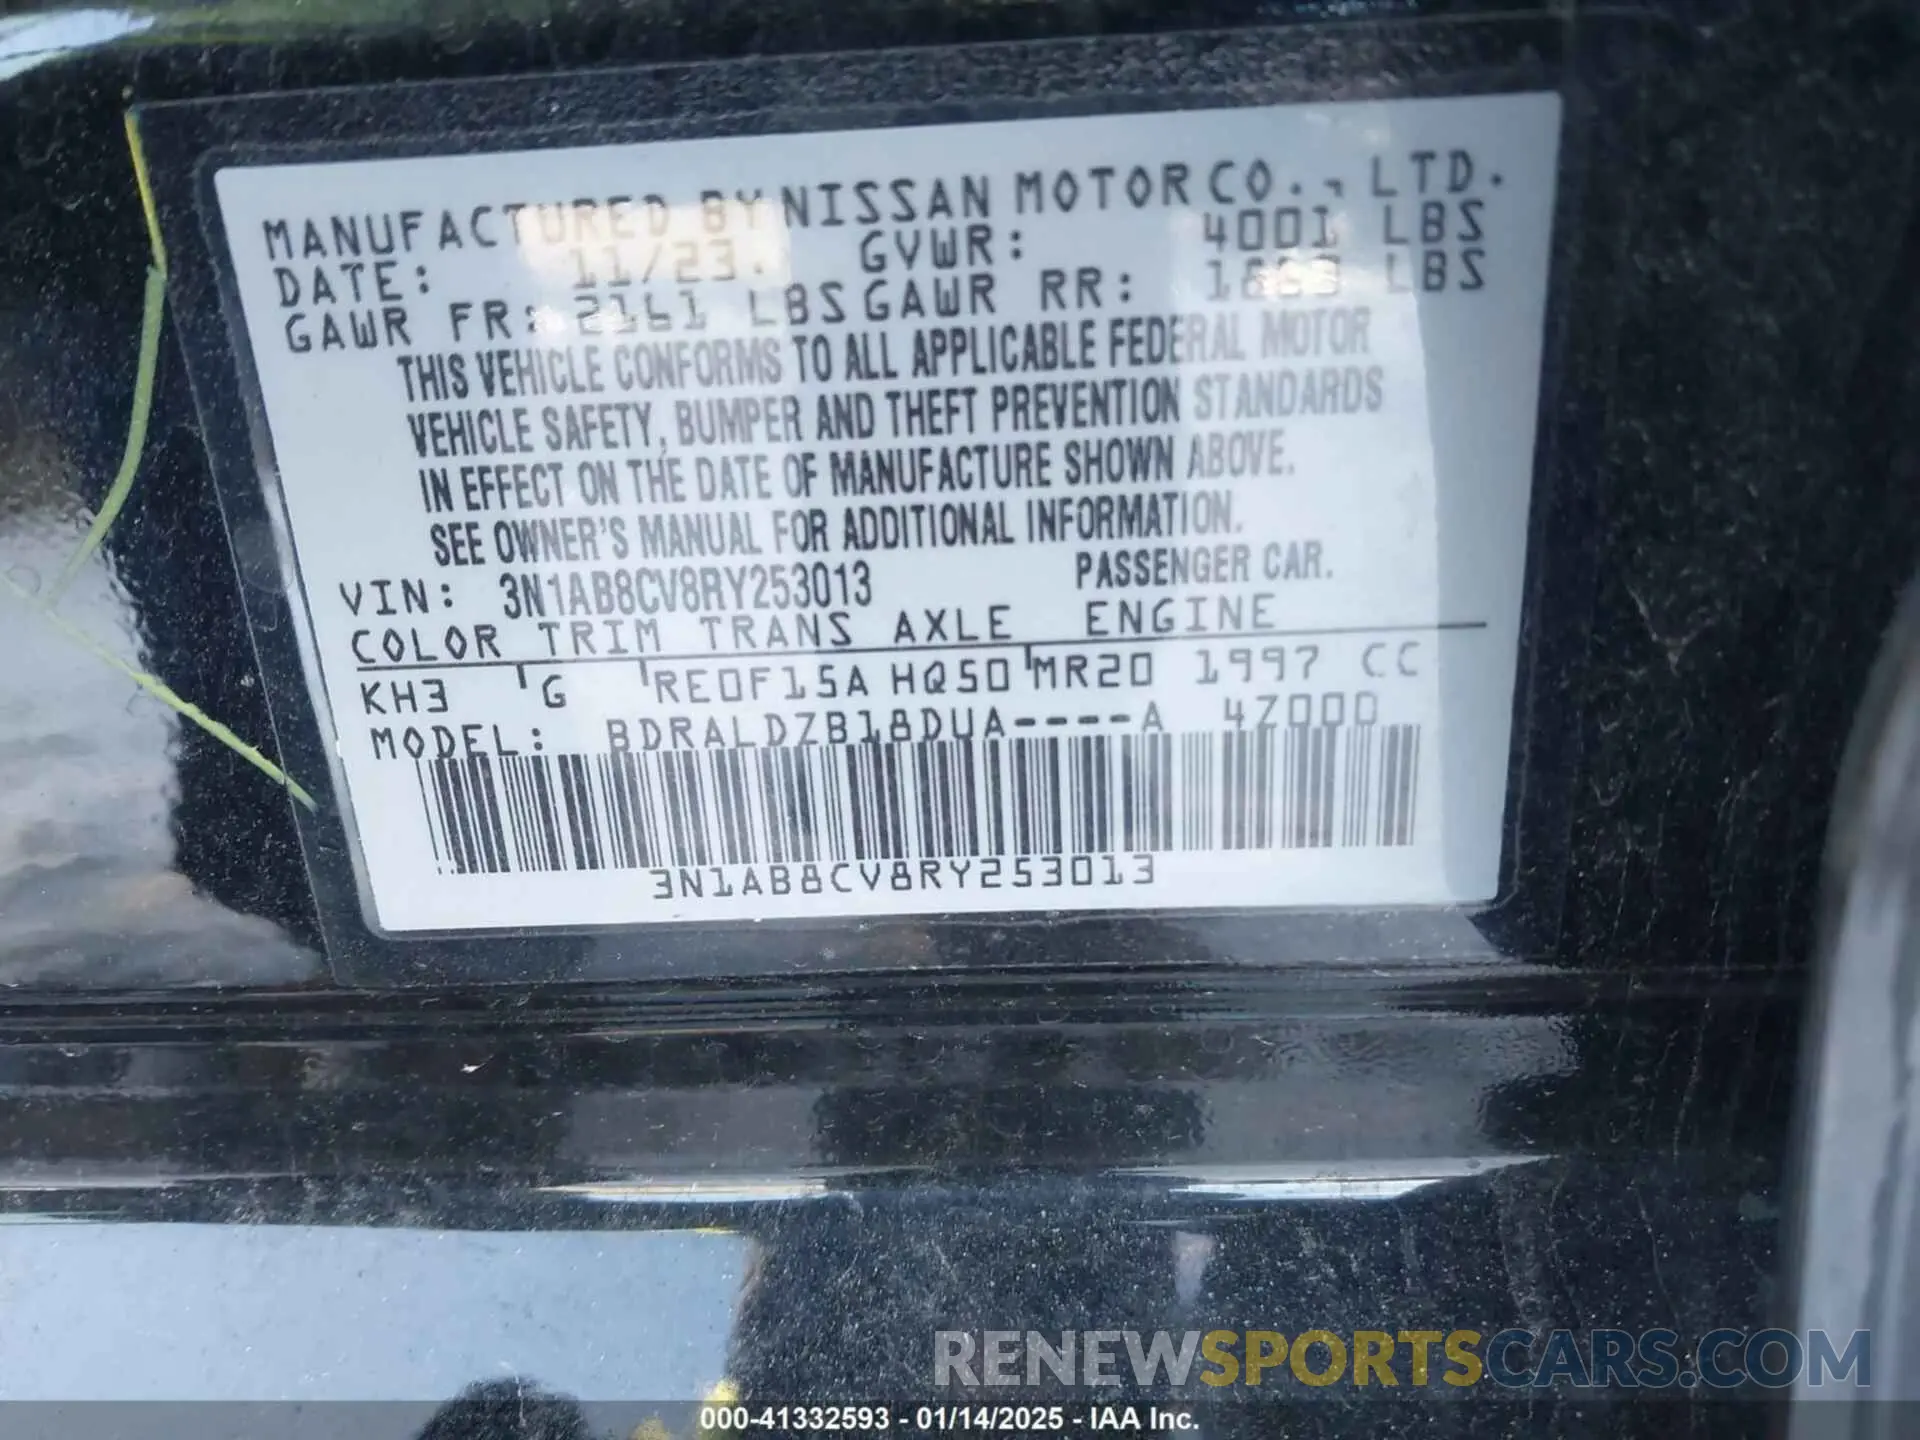 MANUFACTURED BY NISSAN MOTOR CO., LTD.
DATE: 11/23. GVWR: 4001 LBS
GAWR FR: 2161 LBS GAWR RR: LBS
THIS VEHICLE CONFORMS TO ALL APPLICABLE FEDERAL MOTOR
VEHICLE SAFETY, BUMPER AND THEFT PREVENTION STANDARDS
IN EFFECT ON THE DATE OF MANUFACTURE SHOWN ABOVE.
SEE OWNER'S MANUAL FOR ADDITIONAL INFORMATION.
VIN: 3N1AB8CV8RY253013 PASSENGER CAR.
COLOR TRIM TRANS AXLE ENGINE
KH3 G RE0F15A HQ50 MR20 1997 CC
MODEL: BDRALDZB18DUA----A 4Z000
3N1AB8CV8RY253013
RENEWSPORTSCARS.COM
000-41332593 - 01/14/2025 - IAA Inc.